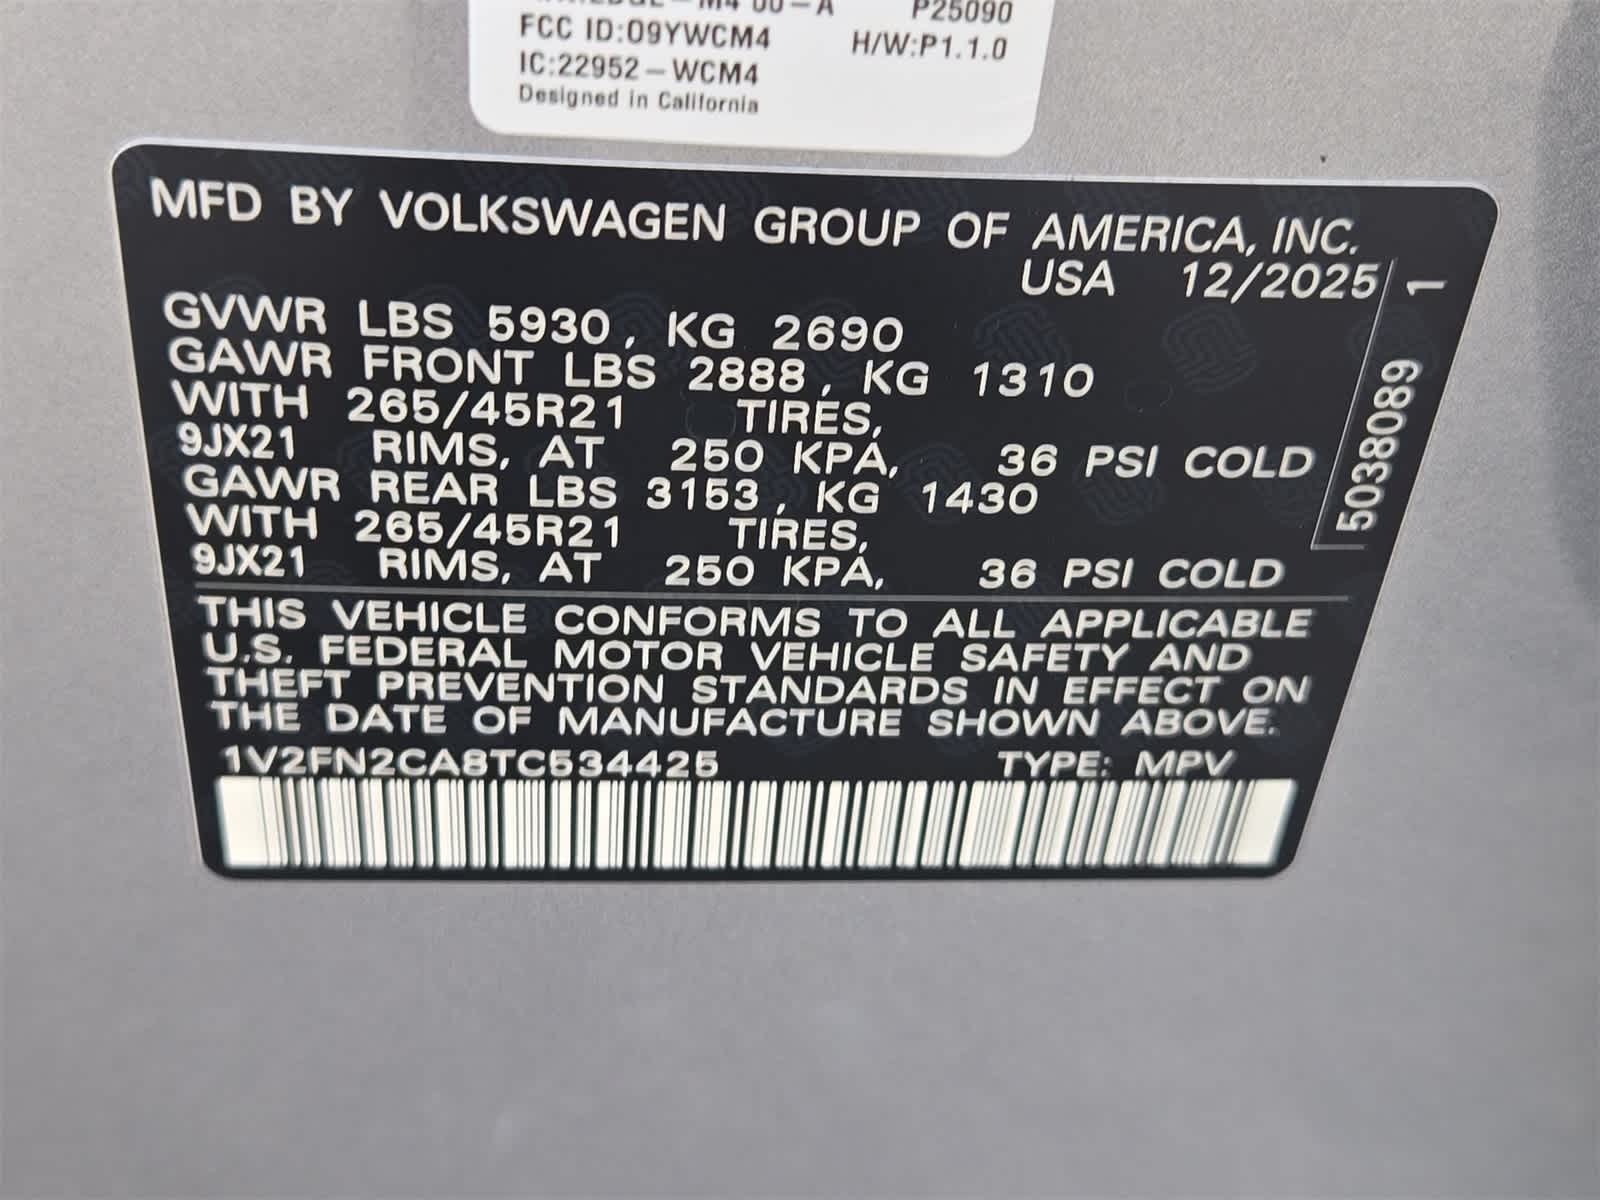 M4 00-A P25090
FCC ID:O9YWCM4 H/W:P1.1.0
IC:22952-WCM4
Designed in California
MFD BY VOLKSWAGEN GROUP OF AMERICA, INC.
USA 12/2025
GVWR LBS 5930, KG 2690
GAWR FRONT LBS 2888, KG 1310
WITH 265/45R21 TIRES,
9JX21 RIMS, AT 250 KPA, 36 PSI COLD
GAWR REAR LBS 3153, KG 1430
WITH 265/45R21 TIRES,
9JX21 RIMS, AT 250 KPA, 36 PSI COLD
5038089 1
THIS VEHICLE CONFORMS TO ALL APPLICABLE
U.S. FEDERAL MOTOR VEHICLE SAFETY AND
THEFT PREVENTION STANDARDS IN EFFECT ON
THE DATE OF MANUFACTURE SHOWN ABOVE.
1V2FN2CA8TC534425 TYPE: MPV